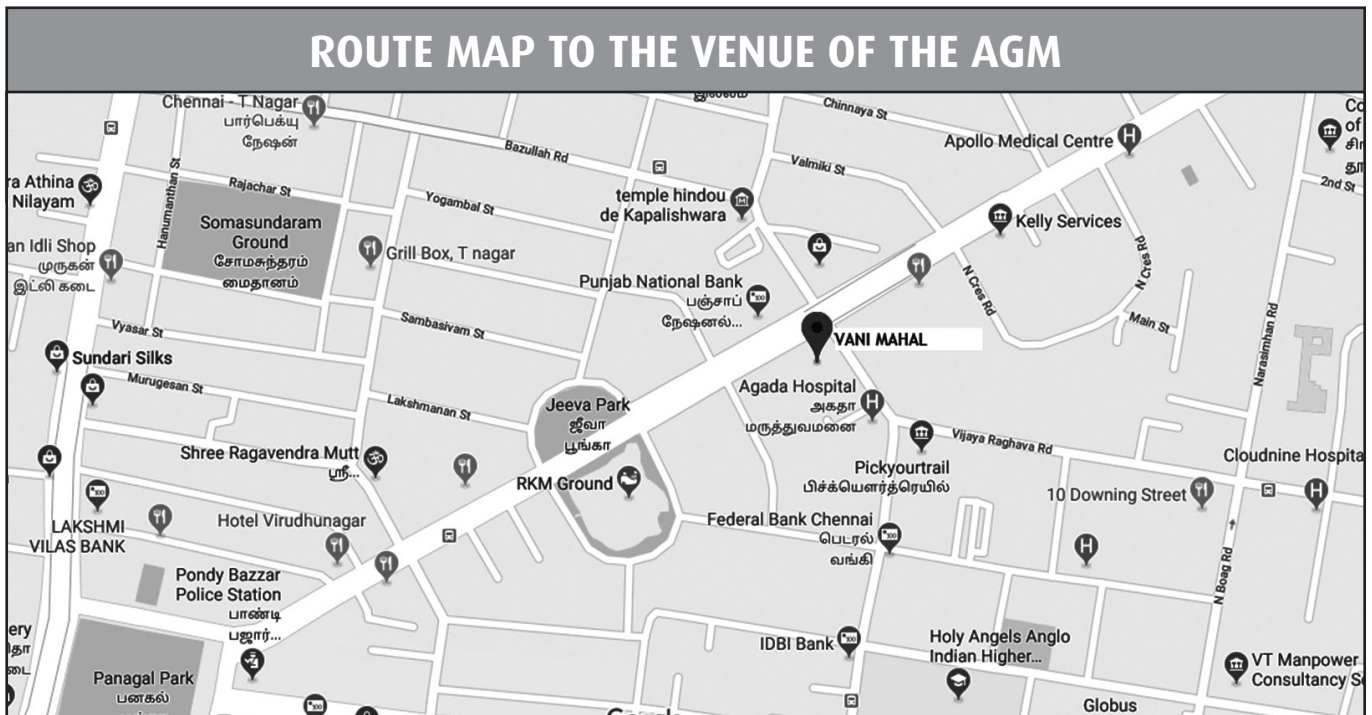 ROUTE MAP TO THE VENUE OF THE AGM
Chennai - T Nagar
பார்பெக்யு
நேஷன்
Chinnaya St
Apollo Medical Centre
Bazullah Rd
Valmiki St
2nd St
Hanumanthan St
Rajachar St
Yogambal St
temple hindou
de Kapalishwara
Kelly Services
ra Athina
Nilayam
Somasundaram
Ground
சோமசுந்தரம்
மைதானம்
an Idli Shop
முருகன்
இட்லி கடை
Grill Box, T nagar
Punjab National Bank
பஞ்சாப்
நேஷனல்...
N Cres Rd
N Cres Rd
Main St
Narasimhan Rd
Vyasar St
Sambasivam St
VANI MAHAL
Sundari Silks
Murugesan St
Lakshmanan St
Jeeva Park
ஜீவா
பூங்கா
Agada Hospital
அகதா
மருத்துவமனை
Vijaya Raghava Rd
Shree Ragavendra Mutt
ஸ்ரீ...
RKM Ground
Pickyourtrail
பிச்க்யௌர்த்ரெயில்
Cloudnine Hospita
10 Downing Street
LAKSHMI
VILAS BANK
Hotel Virudhunagar
Federal Bank Chennai
பெடரல்
வங்கி
N Boag Rd
Pondy Bazzar
Police Station
பாண்டி
பஜார்...
IDBI Bank
Holy Angels Anglo
Indian Higher...
VT Manpower
Consultancy Se
ery
Panagal Park
பனகல்
Globus